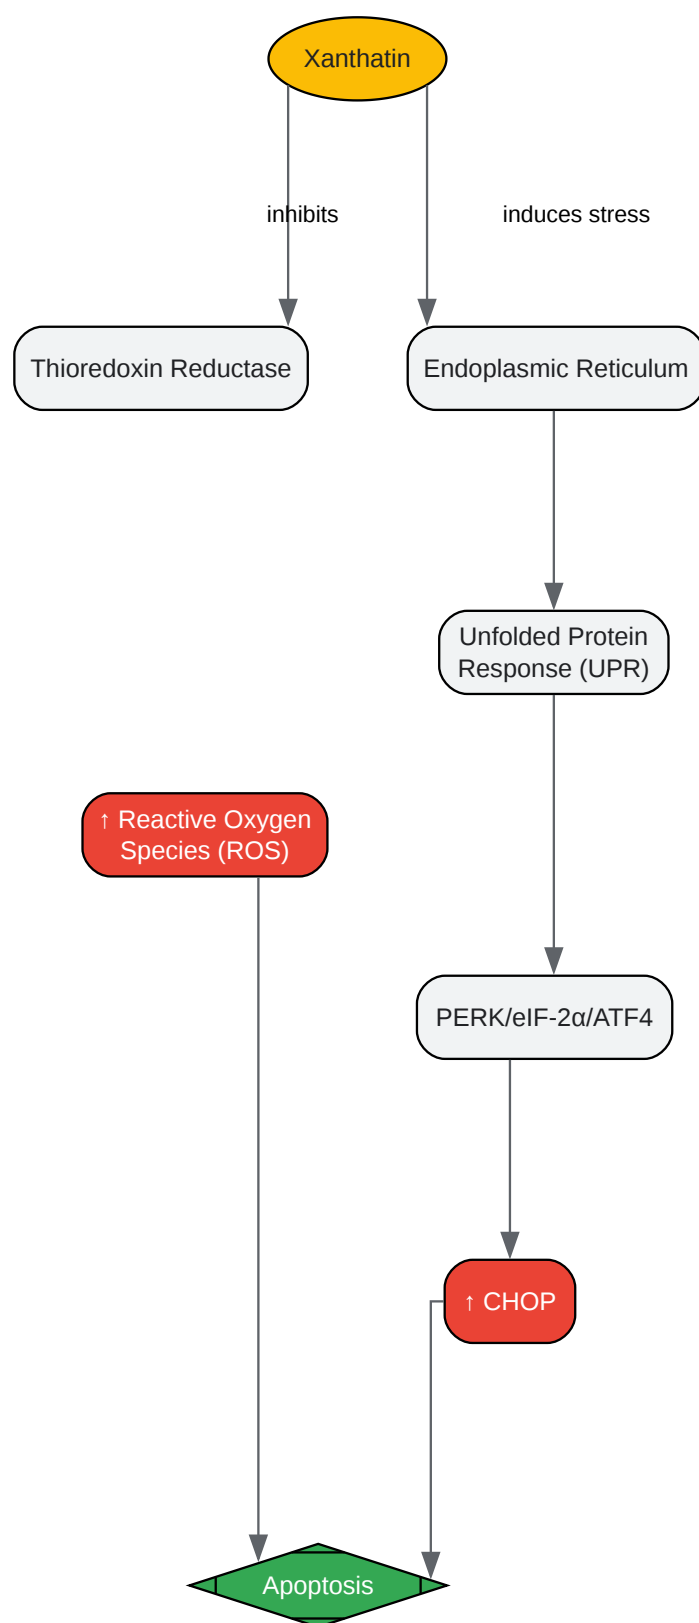 Xanthatin
inhibits
induces stress
Thioredoxin Reductase
Endoplasmic Reticulum
Unfolded Protein
Response (UPR)
↑ Reactive Oxygen
Species (ROS)
PERK/eIF-2α/ATF4
↑ CHOP
Apoptosis